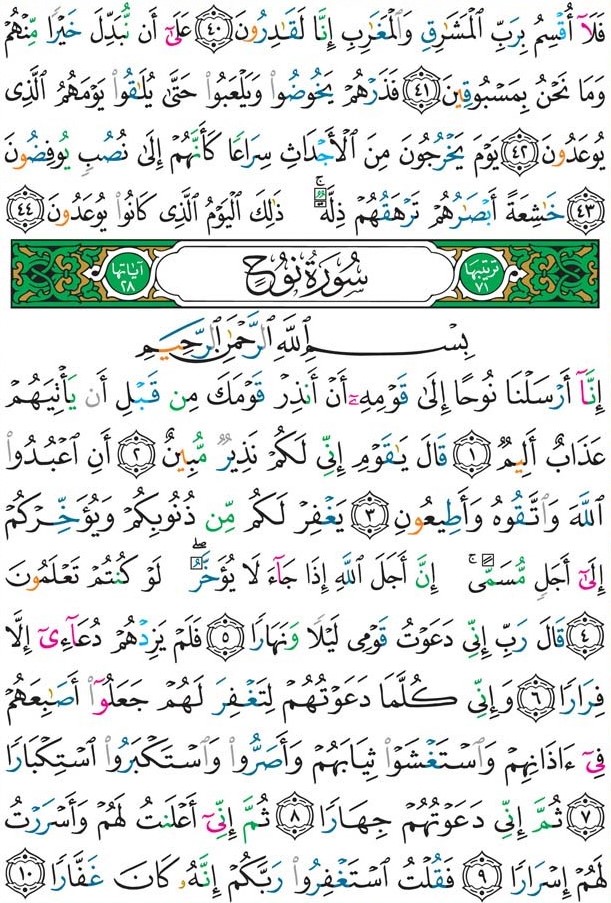 فَلَآ أُقْسِمُ بِرَبِّ ٱلْمَشَٰرِقِ وَٱلْمَغَٰرِبِ إِنَّا لَقَٰدِرُونَ ٤٠ عَلَىٰٓ أَن نُّبَدِّلَ خَيْرًا مِّنْهُمْ
وَمَا نَحْنُ بِمَسْبُوقِينَ ٤١ فَذَرْهُمْ يَخُوضُوا۟ وَيَلْعَبُوا۟ حَتَّىٰ يُلَٰقُوا۟ يَوْمَهُمُ ٱلَّذِى
يُوعَدُونَ ٤٢ يَوْمَ يَخْرُجُونَ مِنَ ٱلْأَجْدَاثِ سِرَاعًا كَأَنَّهُمْ إِلَىٰ نُصُبٍ يُوفِضُونَ
٤٣ خَٰشِعَةً أَبْصَٰرُهُمْ تَرْهَقُهُمْ ذِلَّةٌ ۚ ذَٰلِكَ ٱلْيَوْمُ ٱلَّذِى كَانُوا۟ يُوعَدُونَ ٤٤
ترتيبها ٧١ سُورَةُ نُوحٍ آياتها ٢٨
بِسْمِ ٱللَّهِ ٱلرَّحْمَٰنِ ٱلرَّحِيمِ
إِنَّآ أَرْسَلْنَا نُوحًا إِلَىٰ قَوْمِهِۦٓ أَنْ أَنذِرْ قَوْمَكَ مِن قَبْلِ أَن يَأْتِيَهُمْ
عَذَابٌ أَلِيمٌ ١ قَالَ يَٰقَوْمِ إِنِّى لَكُمْ نَذِيرٌ مُّبِينٌ ٢ أَنِ ٱعْبُدُوا۟
ٱللَّهَ وَٱتَّقُوهُ وَأَطِيعُونِ ٣ يَغْفِرْ لَكُم مِّن ذُنُوبِكُمْ وَيُؤَخِّرْكُمْ
إِلَىٰٓ أَجَلٍ مُّسَمًّى ۚ إِنَّ أَجَلَ ٱللَّهِ إِذَا جَآءَ لَا يُؤَخَّرُ ۖ لَوْ كُنتُمْ تَعْلَمُونَ
٤ قَالَ رَبِّ إِنِّى دَعَوْتُ قَوْمِى لَيْلًا وَنَهَارًا ٥ فَلَمْ يَزِدْهُمْ دُعَآءِىٓ إِلَّا
فِرَارًا ٦ وَإِنِّى كُلَّمَا دَعَوْتُهُمْ لِتَغْفِرَ لَهُمْ جَعَلُوٓا۟ أَصَٰبِعَهُمْ
فِىٓ ءَاذَانِهِمْ وَٱسْتَغْشَوْا۟ ثِيَابَهُمْ وَأَصَرُّوا۟ وَٱسْتَكْبَرُوا۟ ٱسْتِكْبَارًا
٧ ثُمَّ إِنِّى دَعَوْتُهُمْ جِهَارًا ٨ ثُمَّ إِنِّىٓ أَعْلَنتُ لَهُمْ وَأَسْرَرْتُ
لَهُمْ إِسْرَارًا ٩ فَقُلْتُ ٱسْتَغْفِرُوا۟ رَبَّكُمْ إِنَّهُۥ كَانَ غَفَّارًا ١٠